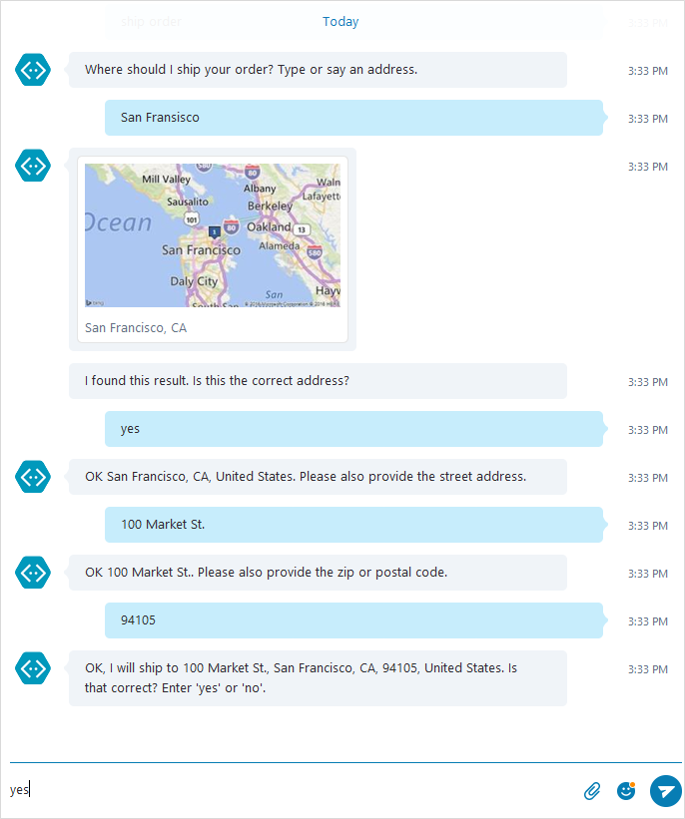 ship order
Today
3:33 PM
Where should I ship your order? Type or say an address.
3:33 PM
San Fransisco
3:33 PM
3:33 PM
Mill Valley
Albany
Waln
Sausalito
Lafayett
Berkeley
Ocean
101
80
80
Oakland
13
San Francisco
Alameda
Daly City
San
Hayw
South San
bing
San Francisco, CA
I found this result. Is this the correct address?
3:33 PM
yes
3:33 PM
OK San Francisco, CA, United States. Please also provide the street address.
3:33 PM
100 Market St.
3:33 PM
OK 100 Market St.. Please also provide the zip or postal code.
3:33 PM
94105
3:33 PM
OK, I will ship to 100 Market St., San Francisco, CA, 94105, United States. Is
that correct? Enter 'yes' or 'no'.
3:33 PM
yes